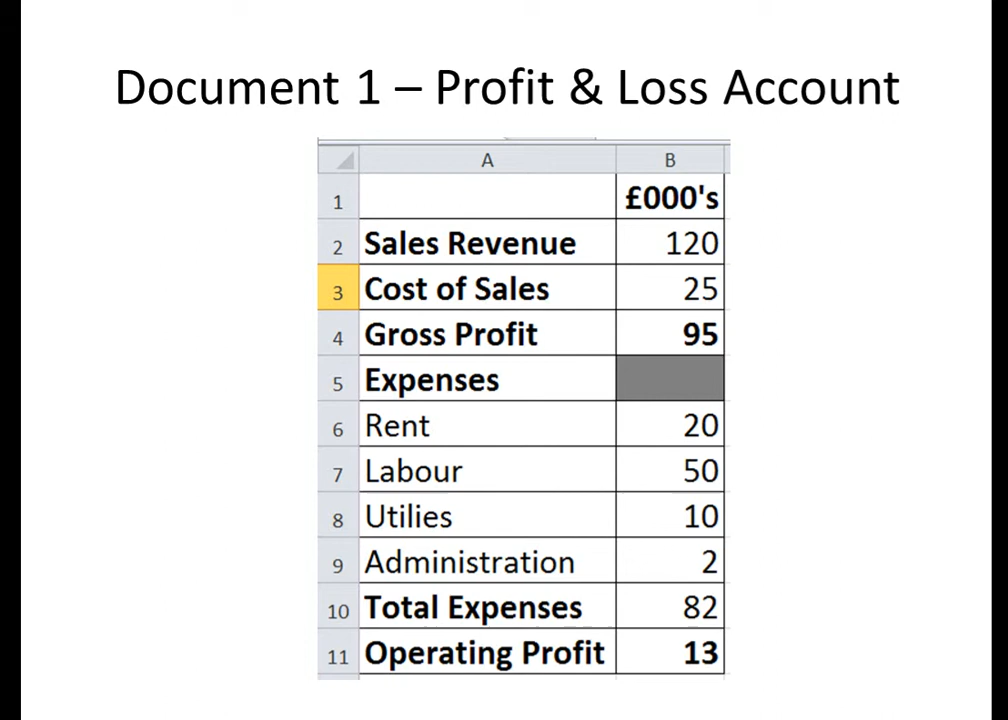 Document 1 – Profit & Loss Account
A B
1 £000's
2 Sales Revenue 120
3 Cost of Sales 25
4 Gross Profit 95
5 Expenses
6 Rent 20
7 Labour 50
8 Utilies 10
9 Administration 2
10 Total Expenses 82
11 Operating Profit 13